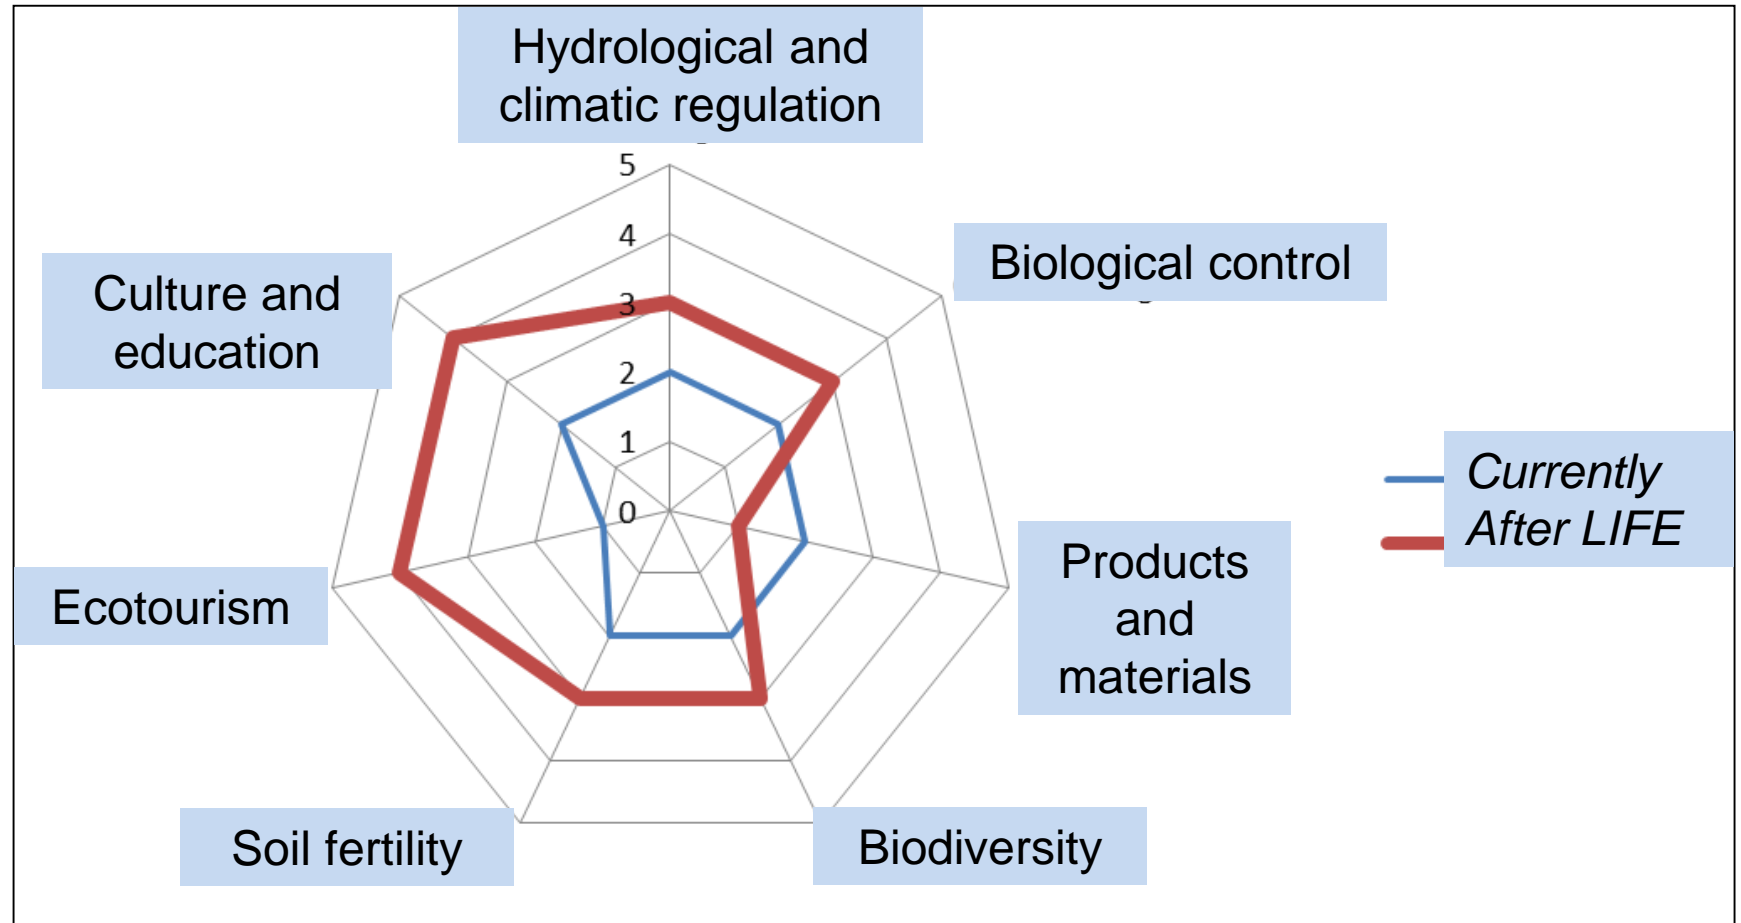 Hydrological and
climatic regulation
5
4
3
2
1
0
Biological control
Products
and
materials
Biodiversity
Soil fertility
Ecotourism
Culture and
education
Currently
After LIFE